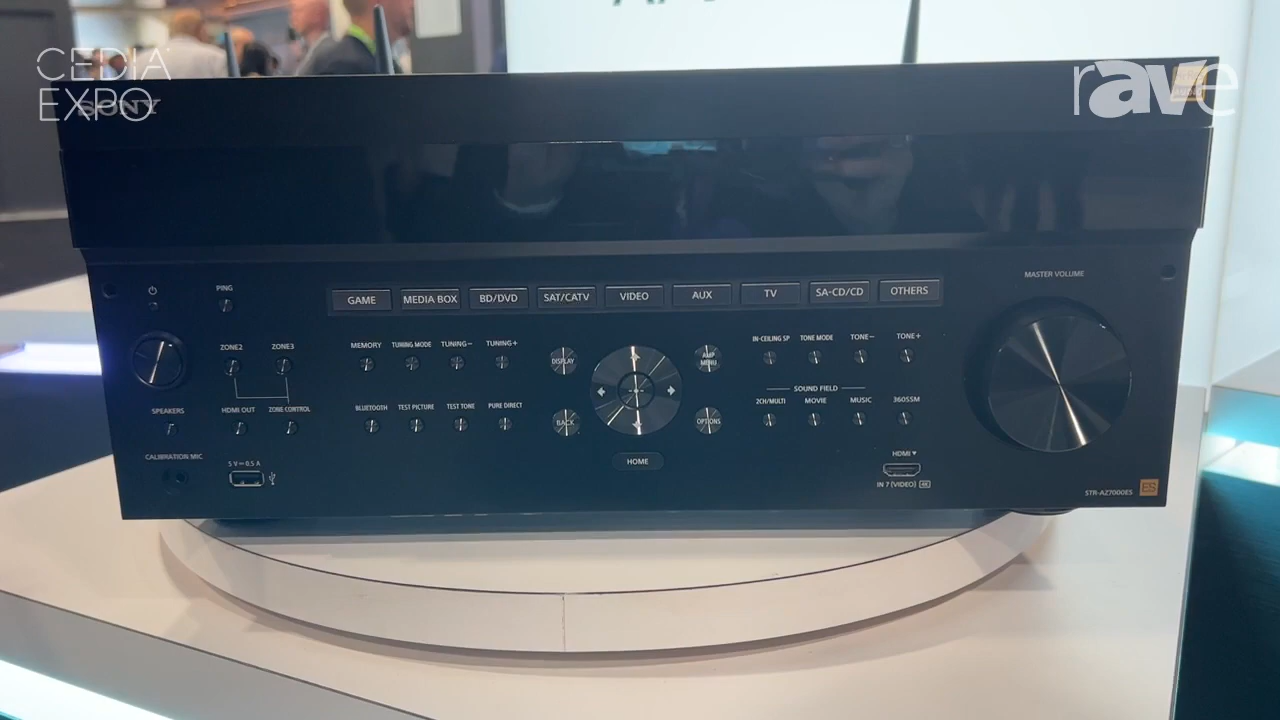 CEDIA
EXPO
rave
SONY
MASTER VOLUME
PING
GAME MEDIA BOX BD/DVD SAT/CATV VIDEO AUX TV SA-CD/CD OTHERS
ZONE2 ZONE3
MEMORY TUNING MODE TUNING− TUNING+
DISPLAY
AMP
MENU
IN-CEILING SP TONE MODE TONE− TONE+
SOUND FIELD
SPEAKERS HDMI OUT ZONE CONTROL
BLUETOOTH TEST PICTURE TEST TONE PURE DIRECT
BACK
OPTIONS
2CH/MULTI MOVIE MUSIC 360SSM
CALIBRATION MIC
5 V 0.5 A
HOME
HDMI ▾
IN 7 (VIDEO) 4K
STR-AZ7000ES ES